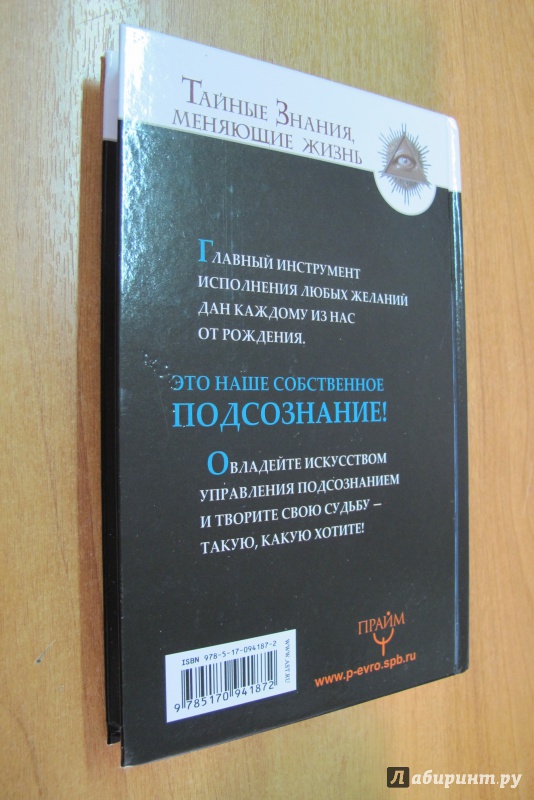 Тайные Знания,
меняющие жизнь
Главный инструмент
исполнения любых желаний
дан каждому из нас
от рождения.
Это наше собственное
ПОДСОЗНАНИЕ!
Овладейте искусством
управления подсознанием
и творите свою судьбу –
такую, какую хотите!
ПРАЙМ
www.p-evro.spb.ru
ISBN 978-5-17-094187-2
9 785170 941872
WWW.AST.RU
Лабиринт.ру